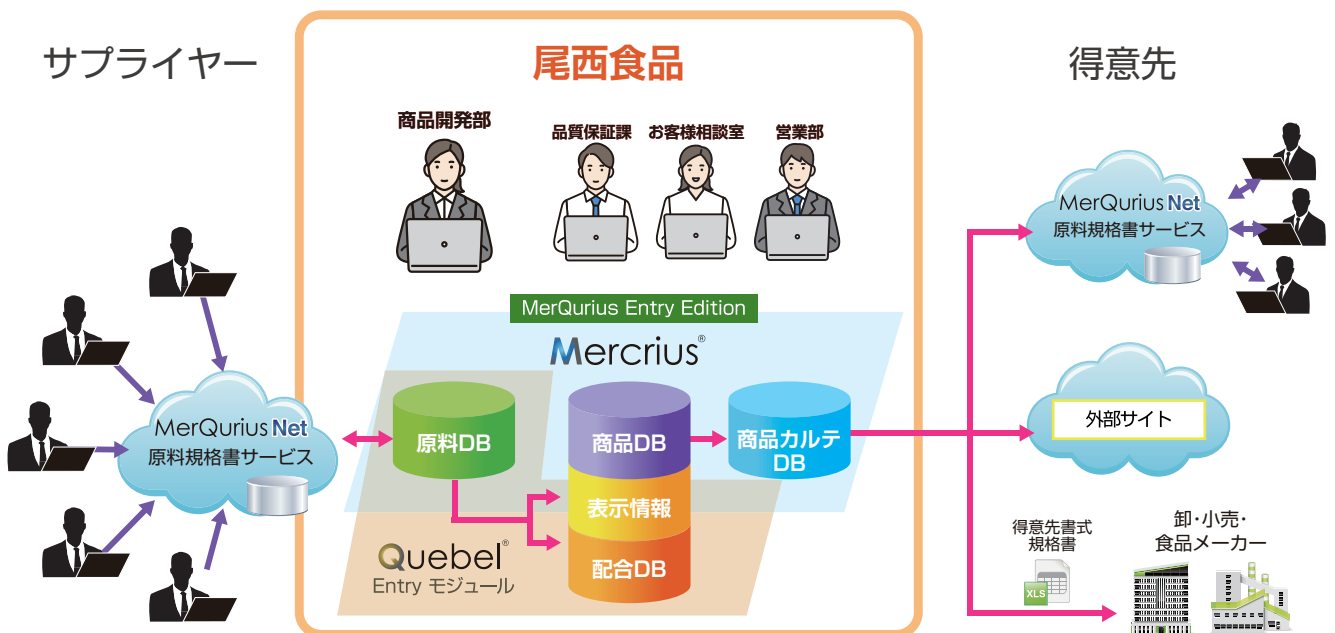 サプライヤー
尾西食品
得意先
商品開発部
品質保証課
お客様相談室
営業部
MerQurius Net
原料規格書サービス
MerQurius Entry Edition
Mercrius®
原料DB
商品DB
商品カルテ
DB
表示情報
配合DB
Quebel®
Entry モジュール
MerQurius Net
原料規格書サービス
外部サイト
得意先書式
規格書
XLS
卸・小売・
食品メーカー